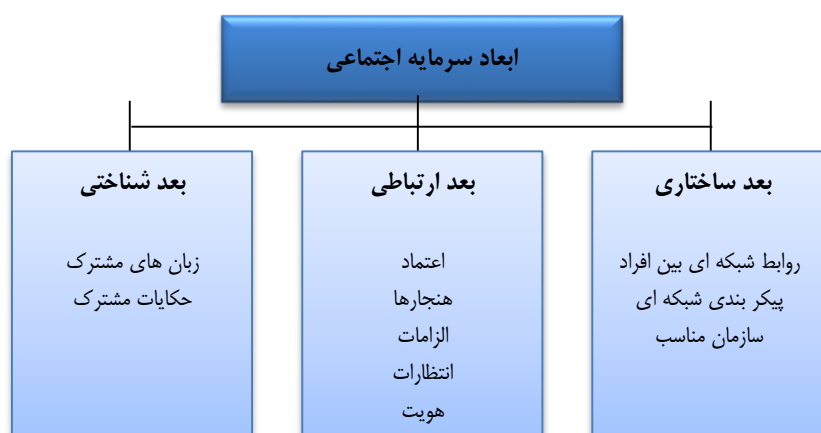 ابعاد سرمایه اجتماعی
بعد ساختاری
روابط شبکه ای بین افراد
پیکر بندی شبکه ای
سازمان مناسب
بعد ارتباطی
اعتماد
هنجارها
الزامات
انتظارات
هویت
بعد شناختی
زبان های مشترک
حکایات مشترک